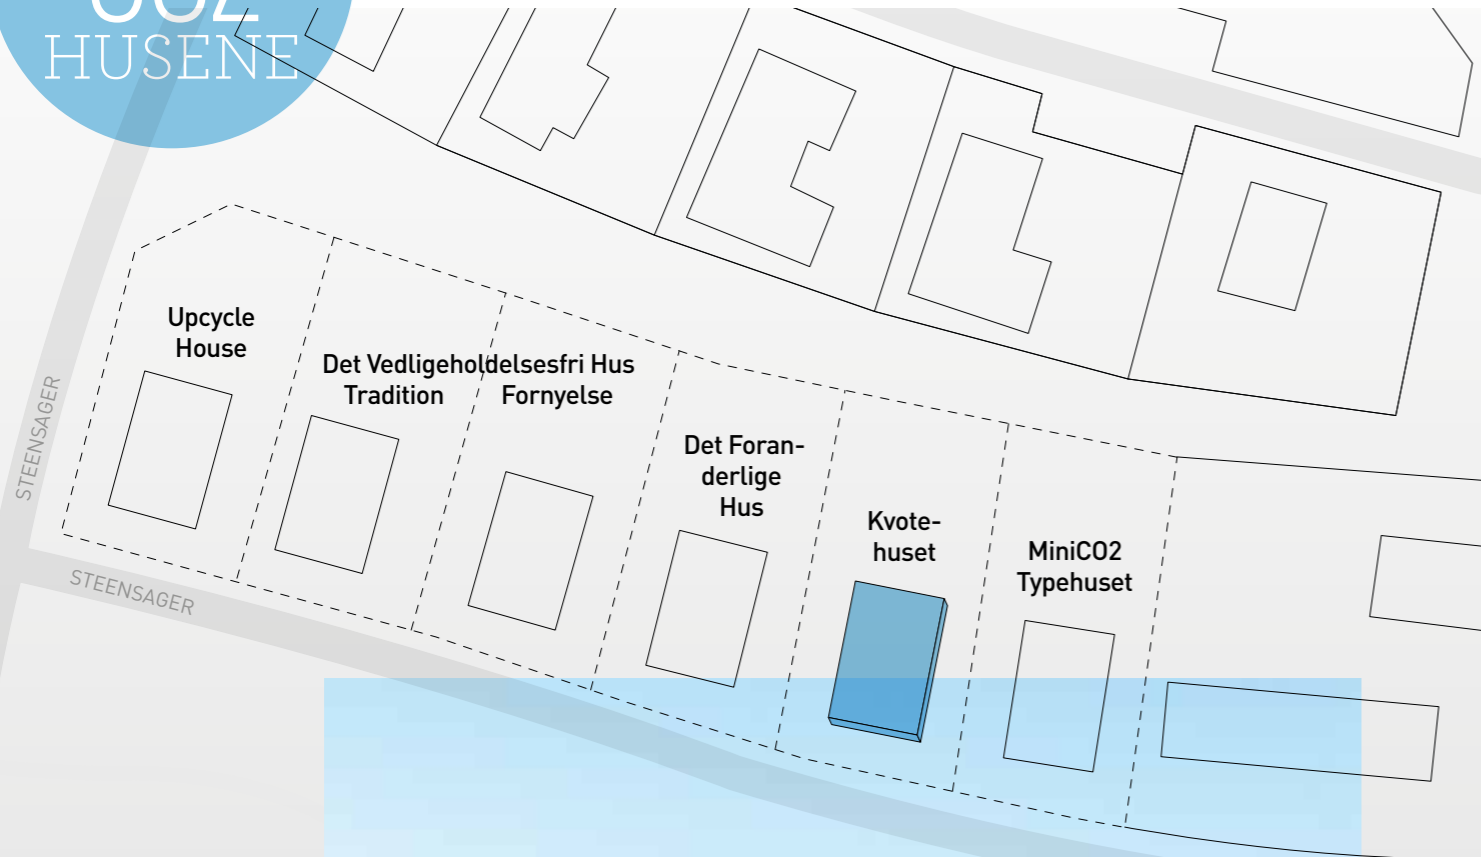 HUSENE
Upcycle
House
Det Vedligeholdelsesfri Hus
Tradition
Fornyelse
Det Foran-
derlige
Hus
Kvote-
huset
MiniCO2
Typehuset
STEENSAGER
STEENSAGER